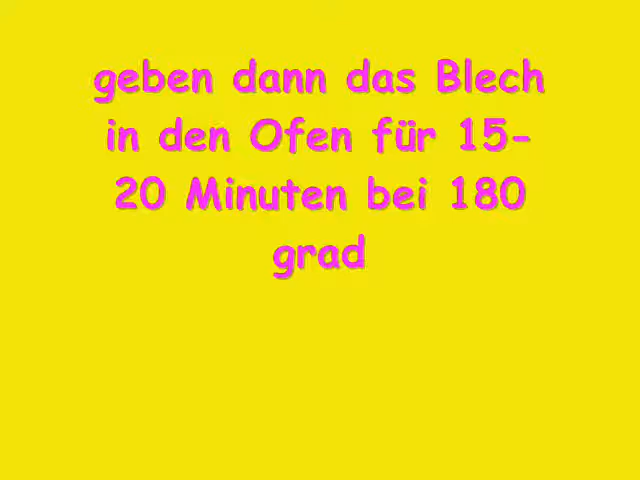 geben dann das Blech
in den Ofen für 15-
20 Minuten bei 180
grad